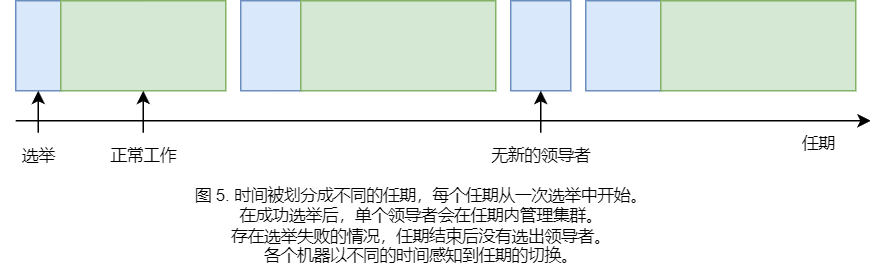 选举
正常工作
无新的领导者
任期
图 5. 时间被划分成不同的任期，每个任期从一次选举中开始。
在成功选举后，单个领导者会在任期内管理集群。
存在选举失败的情况，任期结束后没有选出领导者。
各个机器以不同的时间感知到任期的切换。